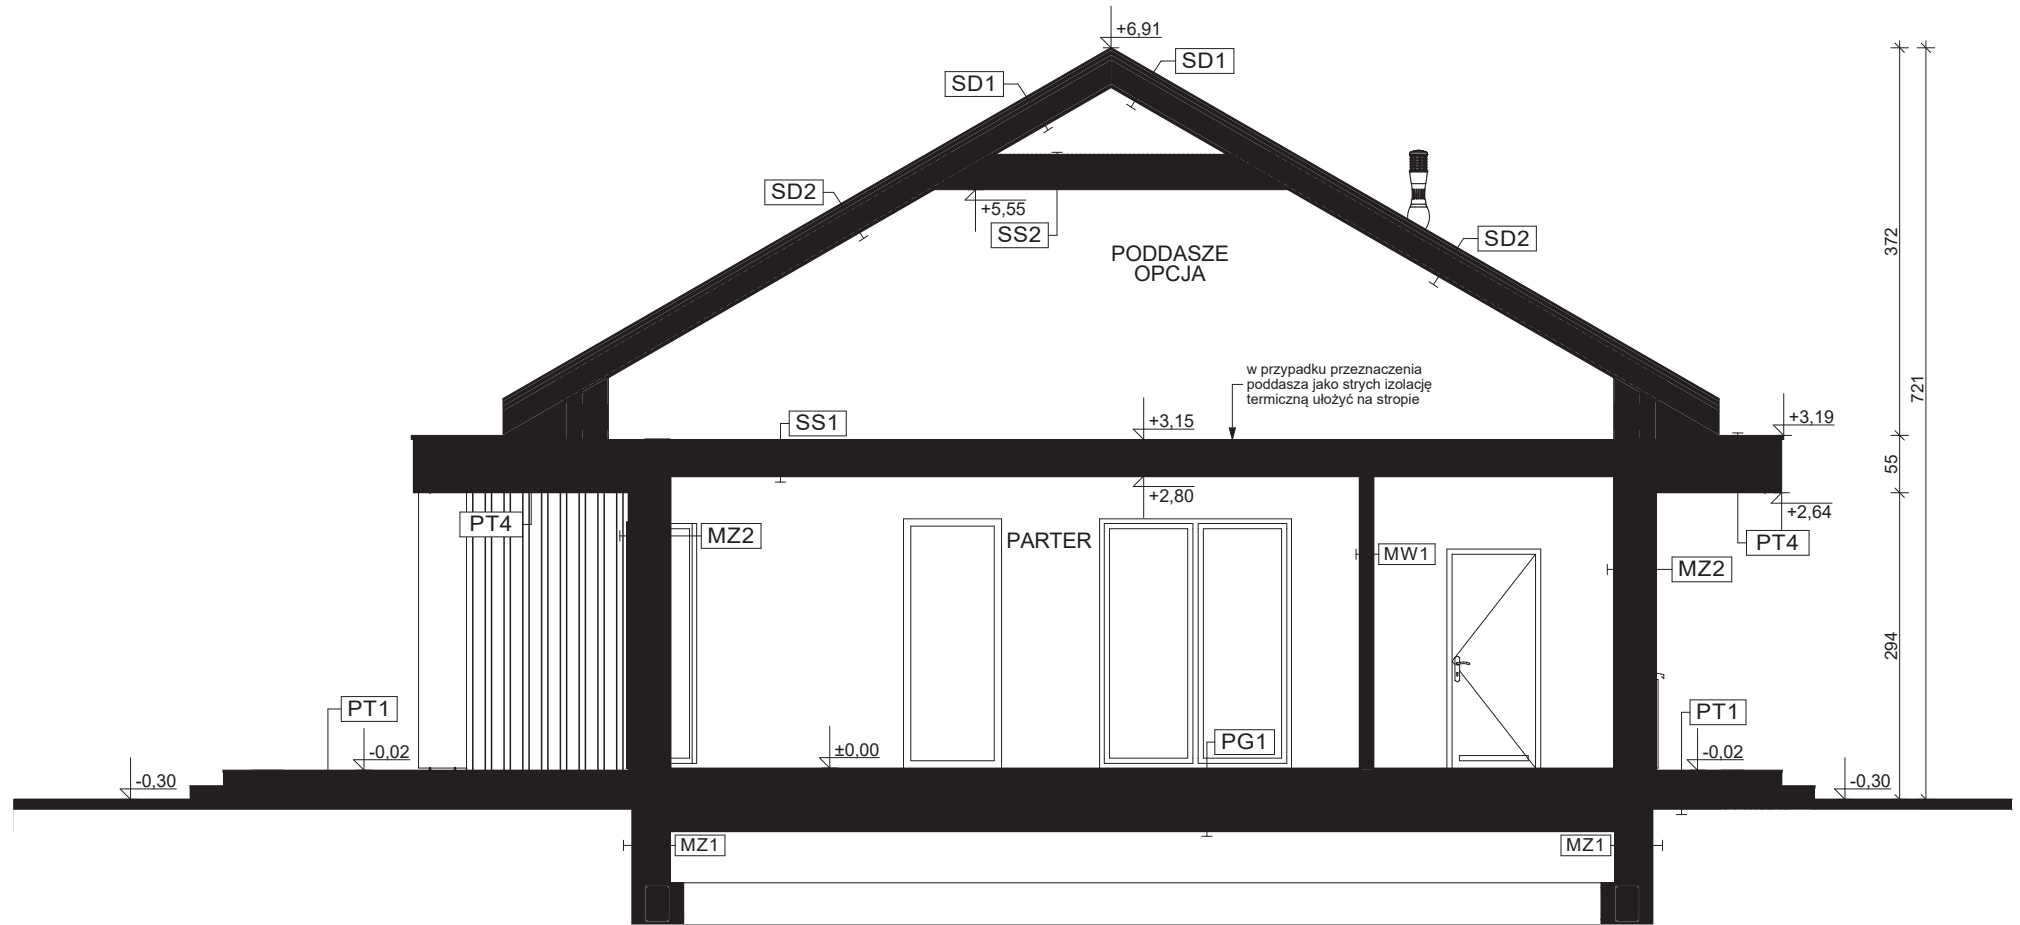 +6,91
SD1
SD1
SD2
+5,55
SS2
SD2
PODDASZE
OPCJA
372
w przypadku przeznaczenia
poddasza jako strych izolację
termiczną ułożyć na stropie
721
SS1
+3,15
+3,19
55
+2,80
+2,64
PT4
MZ2
PARTER
MW1
PT4
MZ2
294
PT1
PT1
-0,02
±0,00
PG1
-0,02
-0,30
-0,30
MZ1
MZ1